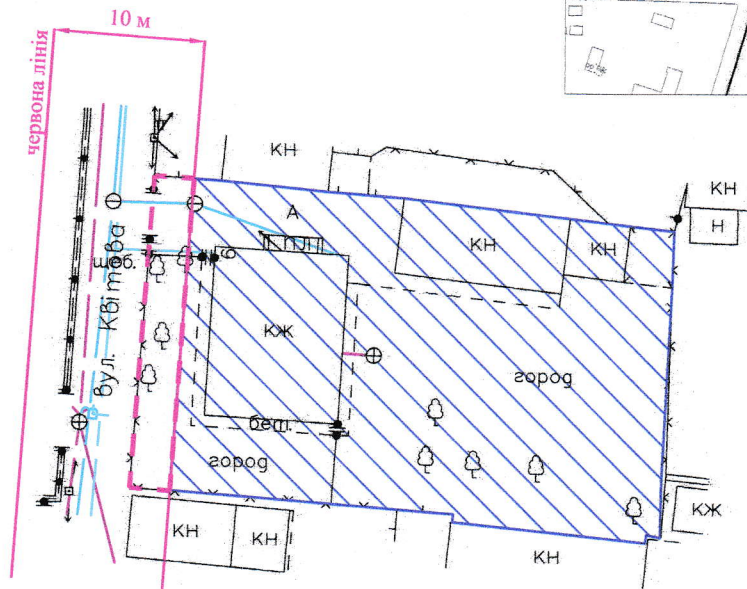 10 м
червона лінія
КН
КН
Н
А
КН
КН
щеб.
вул. Квітова
б
КЖ
город
бет.
город
КН
КН
КН
КЖ